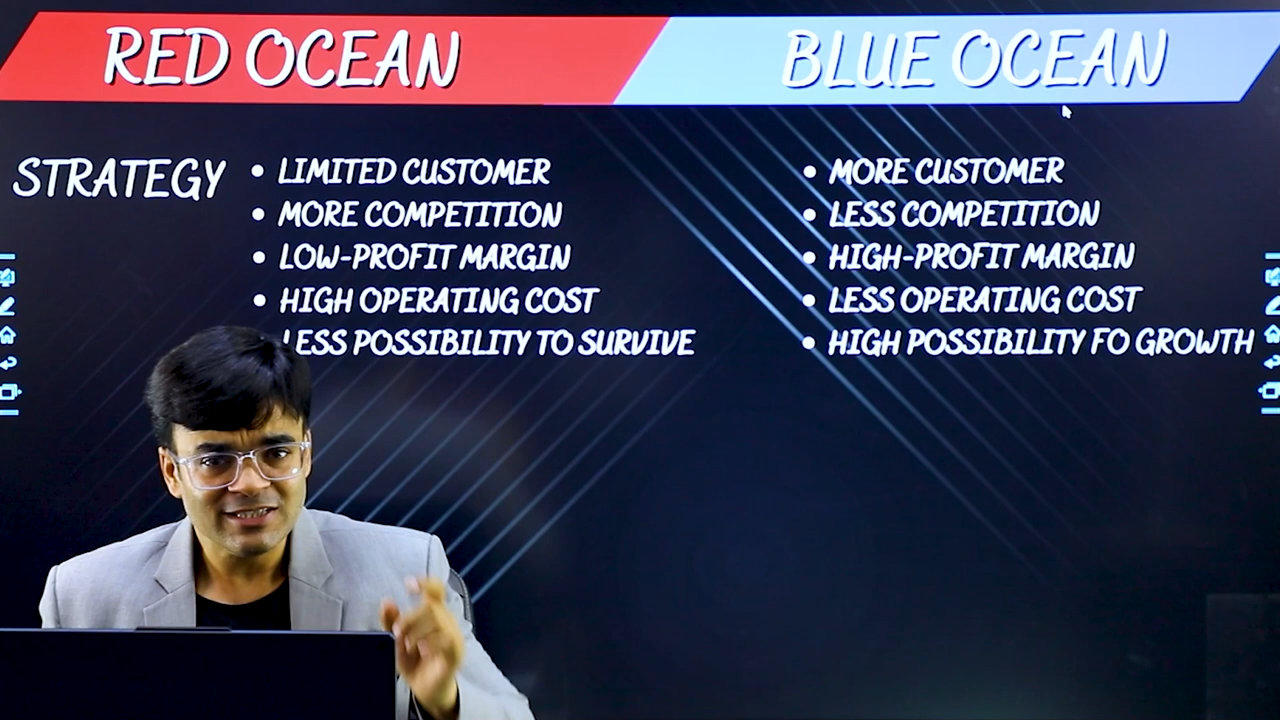 RED OCEAN
BLUE OCEAN
STRATEGY
LIMITED CUSTOMER
MORE COMPETITION
LOW-PROFIT MARGIN
HIGH OPERATING COST
LESS POSSIBILITY TO SURVIVE
MORE CUSTOMER
LESS COMPETITION
HIGH-PROFIT MARGIN
LESS OPERATING COST
HIGH POSSIBILITY FO GROWTH